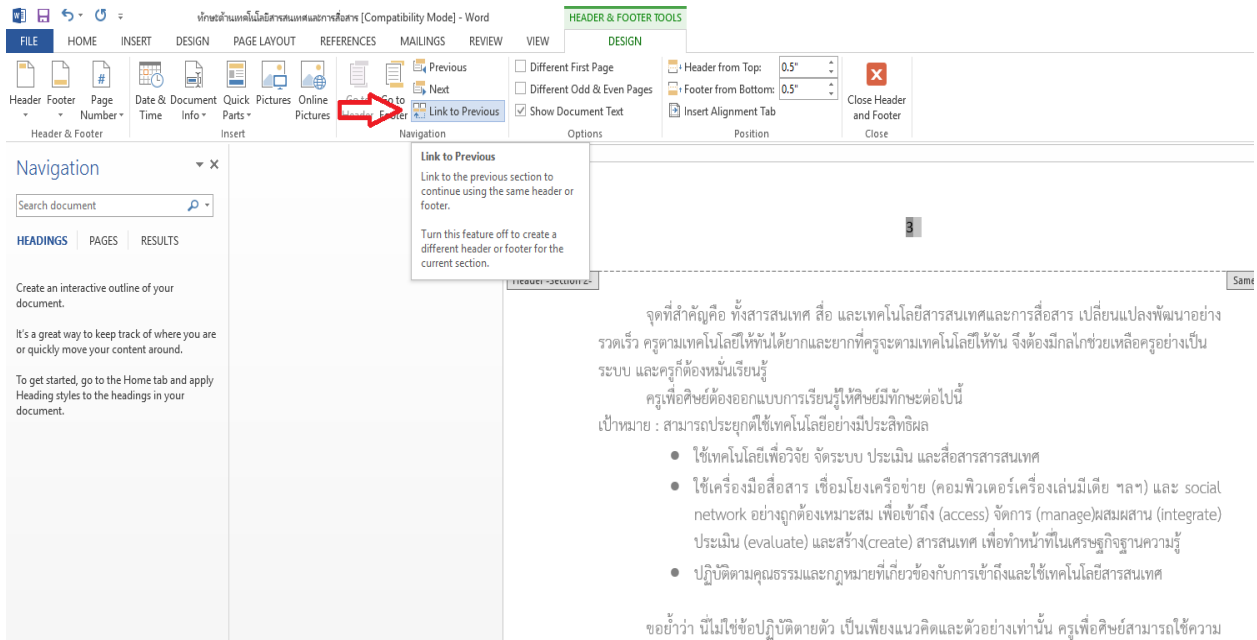 ทักษะด้านเทคโนโลยีสารสนเทศและการสื่อสาร [Compatibility Mode] - Word
HEADER & FOOTER TOOLS
FILE HOME INSERT DESIGN PAGE LAYOUT REFERENCES MAILINGS REVIEW VIEW DESIGN
Previous
Different First Page
Header from Top: 0.5"
Next
Different Odd & Even Pages
Footer from Bottom: 0.5"
Header Footer Page Number
Date & Time
Document Info
Quick Parts
Pictures
Online Pictures
Go to Footer
Link to Previous
Show Document Text
Insert Alignment Tab
Close Header and Footer
Header & Footer Insert Navigation Options Position Close
Link to Previous
Link to the previous section to
continue using the same header or
footer.
Turn this feature off to create a
different header or footer for the
current section.
Navigation
Search document
HEADINGS PAGES RESULTS
Create an interactive outline of your
document.
It's a great way to keep track of where you are
or quickly move your content around.
To get started, go to the Home tab and apply
Heading styles to the headings in your
document.
3
Header -Section 2-
Same
จุดที่สำคัญคือ ทั้งสารสนเทศ สื่อ และเทคโนโลยีสารสนเทศและการสื่อสาร เปลี่ยนแปลงพัฒนาอย่าง
รวดเร็ว ครูตามเทคโนโลยีให้ทันได้ยากและยากที่ครูจะตามเทคโนโลยีให้ทัน จึงต้องมีกลไกช่วยเหลือครูอย่างเป็น
ระบบ และครูก็ต้องหมั่นเรียนรู้
ครูเพื่อศิษย์ต้องออกแบบการเรียนรู้ให้ศิษย์มีทักษะต่อไปนี้
เป้าหมาย : สามารถประยุกต์ใช้เทคโนโลยีอย่างมีประสิทธิผล
● ใช้เทคโนโลยีเพื่อวิจัย จัดระบบ ประเมิน และสื่อสารสารสนเทศ
● ใช้เครื่องมือสื่อสาร เชื่อมโยงเครือข่าย (คอมพิวเตอร์เครื่องเล่นมีเดีย ฯลฯ) และ social
network อย่างถูกต้องเหมาะสม เพื่อเข้าถึง (access) จัดการ (manage)ผสมผสาน (integrate)
ประเมิน (evaluate) และสร้าง(create) สารสนเทศ เพื่อทำหน้าที่ในเศรษฐกิจฐานความรู้
● ปฏิบัติตามคุณธรรมและกฎหมายที่เกี่ยวข้องกับการเข้าถึงและใช้เทคโนโลยีสารสนเทศ
ขอย้ำว่า นี่ไม่ใช่ข้อปฏิบัติตายตัว เป็นเพียงแนวคิดและตัวอย่างเท่านั้น ครูเพื่อศิษย์สามารถใช้ความ